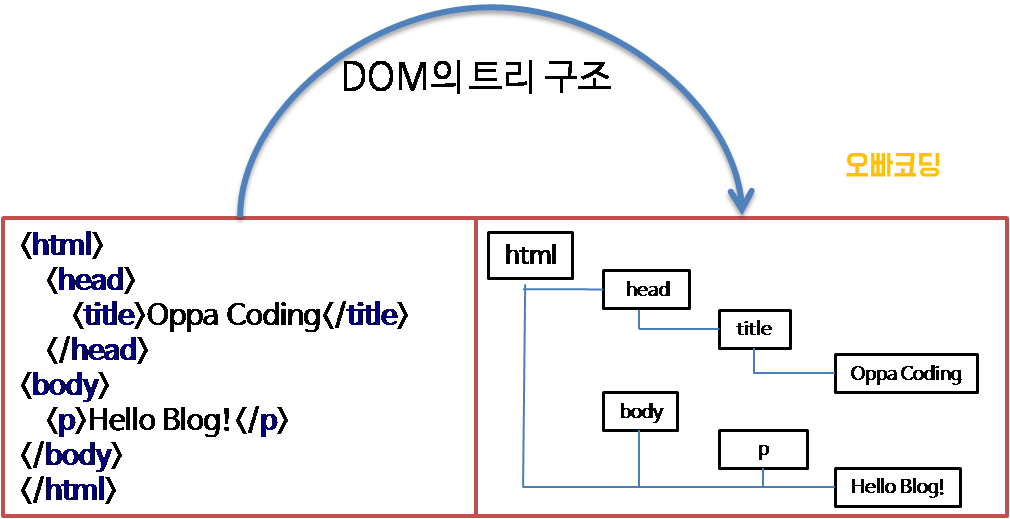 DOM의 트리 구조
오빠코딩
<html>
<head>
<title>Oppa Coding</title>
</head>
<body>
<p>Hello Blog!</p>
</body>
</html>
html
head
title
Oppa Coding
body
p
Hello Blog!